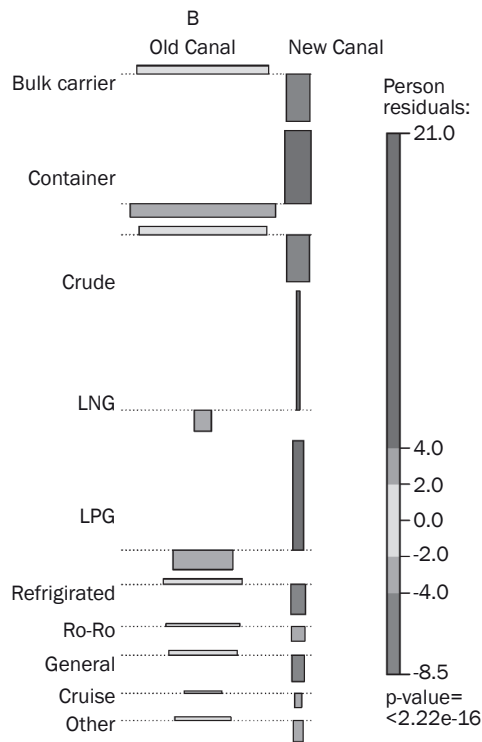 B
Old Canal
New Canal
Bulk carrier
Container
Crude
LNG
LPG
Refrigirated
Ro-Ro
General
Cruise
Other
Person
residuals:
21.0
4.0
2.0
0.0
-2.0
-4.0
-8.5
p-value=
<2.22e-16